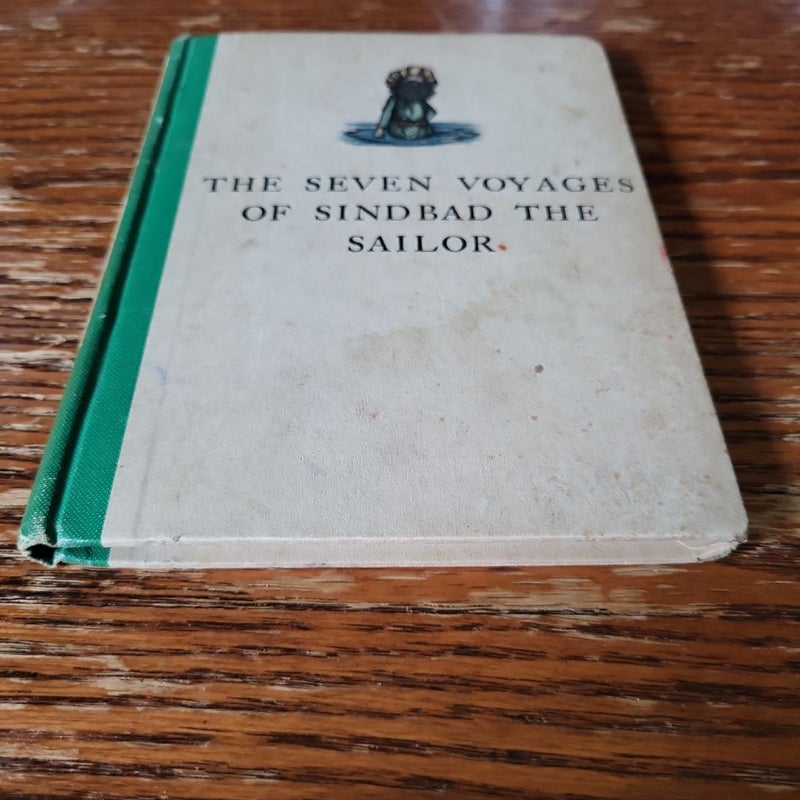 THE SEVEN VOYAGES
OF SINDBAD THE
SAILOR